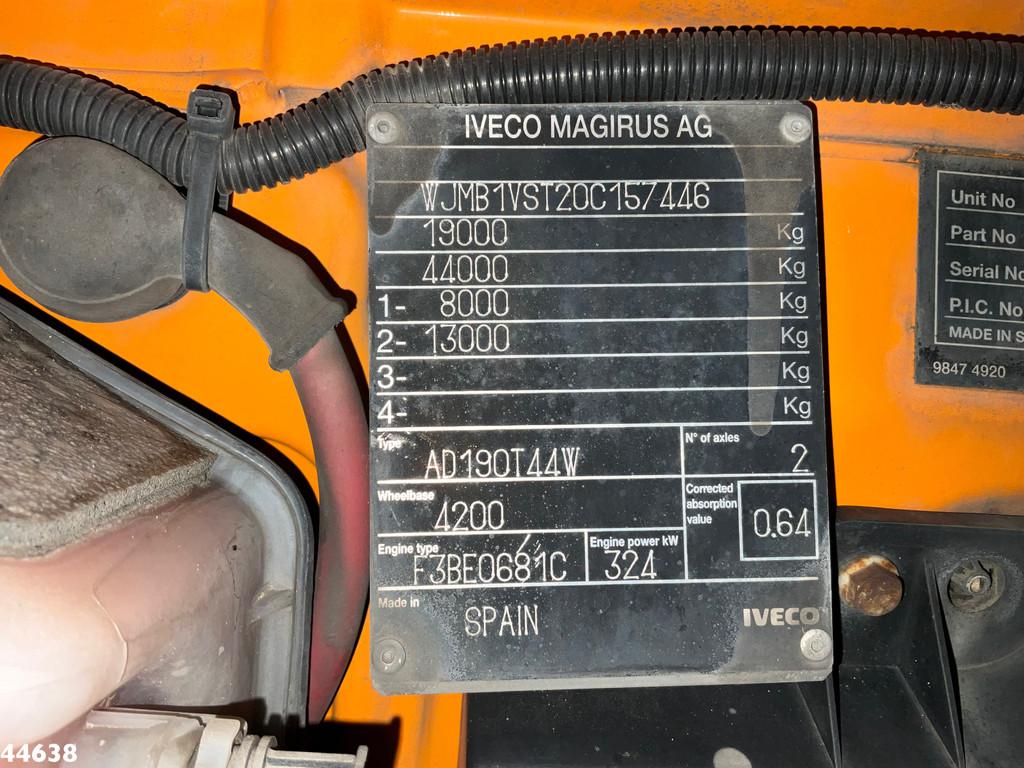 IVECO MAGIRUS AG
WJMB1VST20C157446
19000 Kg
44000 Kg
1- 8000 Kg
2- 13000 Kg
3- Kg
4- Kg
Type
AD190T44W
N° of axles
2
Wheelbase
4200
Corrected
absorption
value
0.64
Engine type
F3BE0681C
Engine power kW
324
Made in
SPAIN
IVECO
Unit No
Part No
Serial No
P.I.C. No
MADE IN S
9847 4920
44638